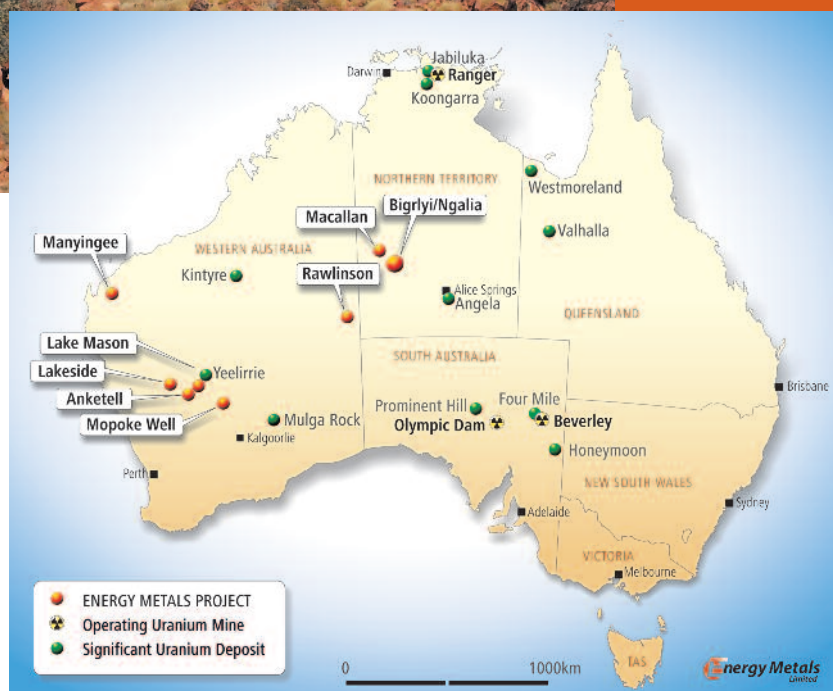 Jabiluka
Darwin
Ranger
Koongarra
NORTHERN TERRITORY
Westmoreland
Bigrlyi/Ngalia
Macallan
Valhalla
Manyingee
WESTERN AUSTRALIA
Kintyre
Rawlinson
Alice Springs
Angela
QUEENSLAND
Lake Mason
Yeelirrie
SOUTH AUSTRALIA
Lakeside
Brisbane
Anketell
Prominent Hill
Four Mile
Mopoke Well
Mulga Rock
Olympic Dam
Beverley
Kalgoorlie
Honeymoon
Perth
NEW SOUTH WALES
Adelaide
Sydney
VICTORIA
Melbourne
ENERGY METALS PROJECT
Operating Uranium Mine
Significant Uranium Deposit
0 1000km
TAS
Energy Metals
Limited